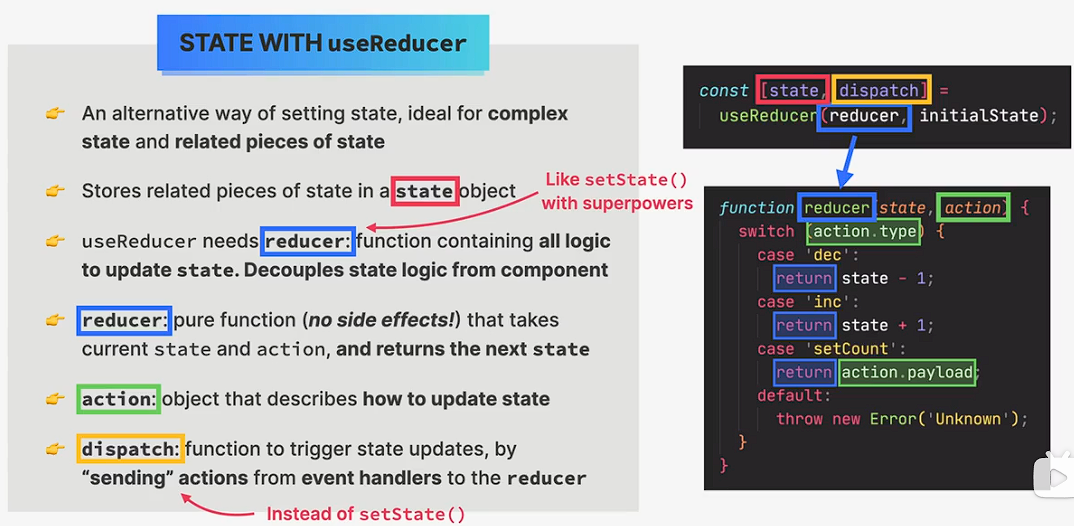 STATE WITH useReducer
👉 An alternative way of setting state, ideal for complex
state and related pieces of state
👉 Stores related pieces of state in a state object
👉 useReducer needs reducer: function containing all logic
to update state. Decouples state logic from component
👉 reducer: pure function (no side effects!) that takes
current state and action, and returns the next state
👉 action: object that describes how to update state
👉 dispatch: function to trigger state updates, by
“sending” actions from event handlers to the reducer
Instead of setState()
Like setState()
with superpowers
const [state, dispatch] =
useReducer(reducer, initialState);
function reducer(state, action) {
switch (action.type) {
case 'dec':
return state - 1;
case 'inc':
return state + 1;
case 'setCount':
return action.payload;
default:
throw new Error('Unknown');
}
}